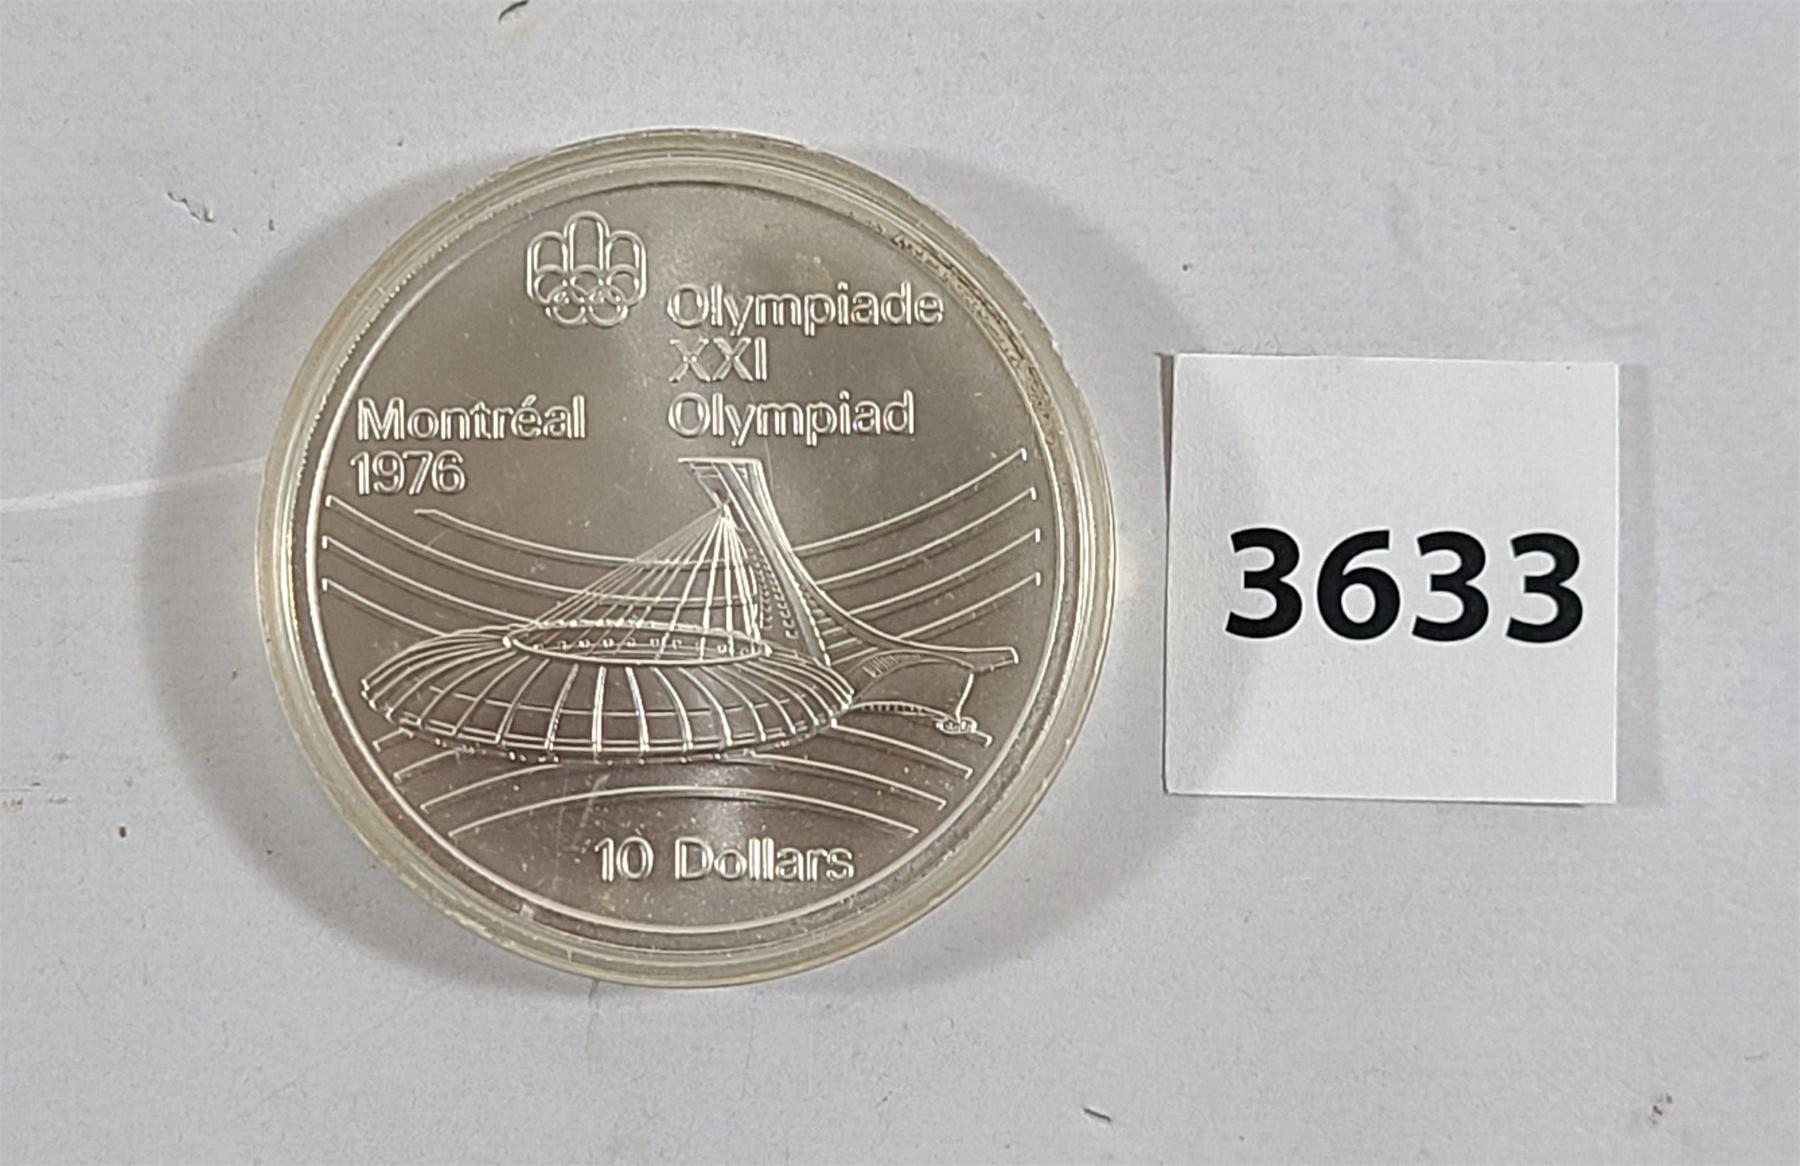 Olympiade
XXI
Olympiad
Montréal
1976
10 Dollars
3633